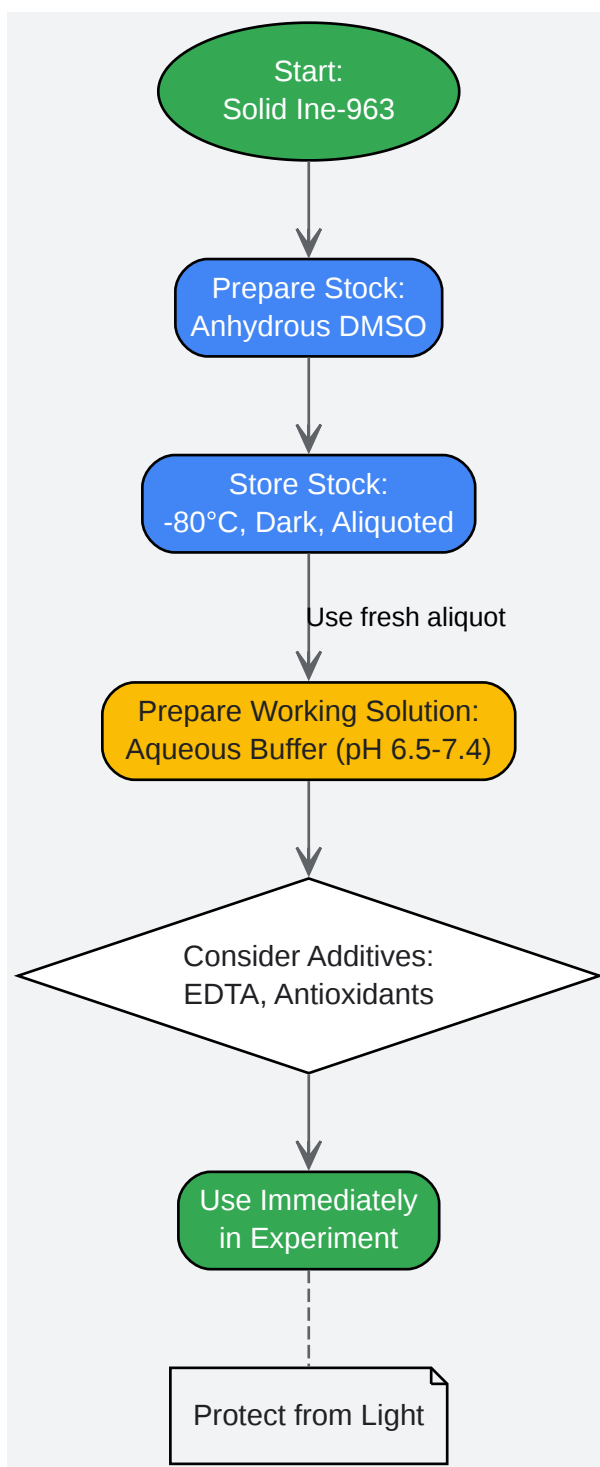 Start:
Solid Ine-963
Prepare Stock:
Anhydrous DMSO
Store Stock:
-80°C, Dark, Aliquoted
Use fresh aliquot
Prepare Working Solution:
Aqueous Buffer (pH 6.5-7.4)
Consider Additives:
EDTA, Antioxidants
Use Immediately
in Experiment
Protect from Light